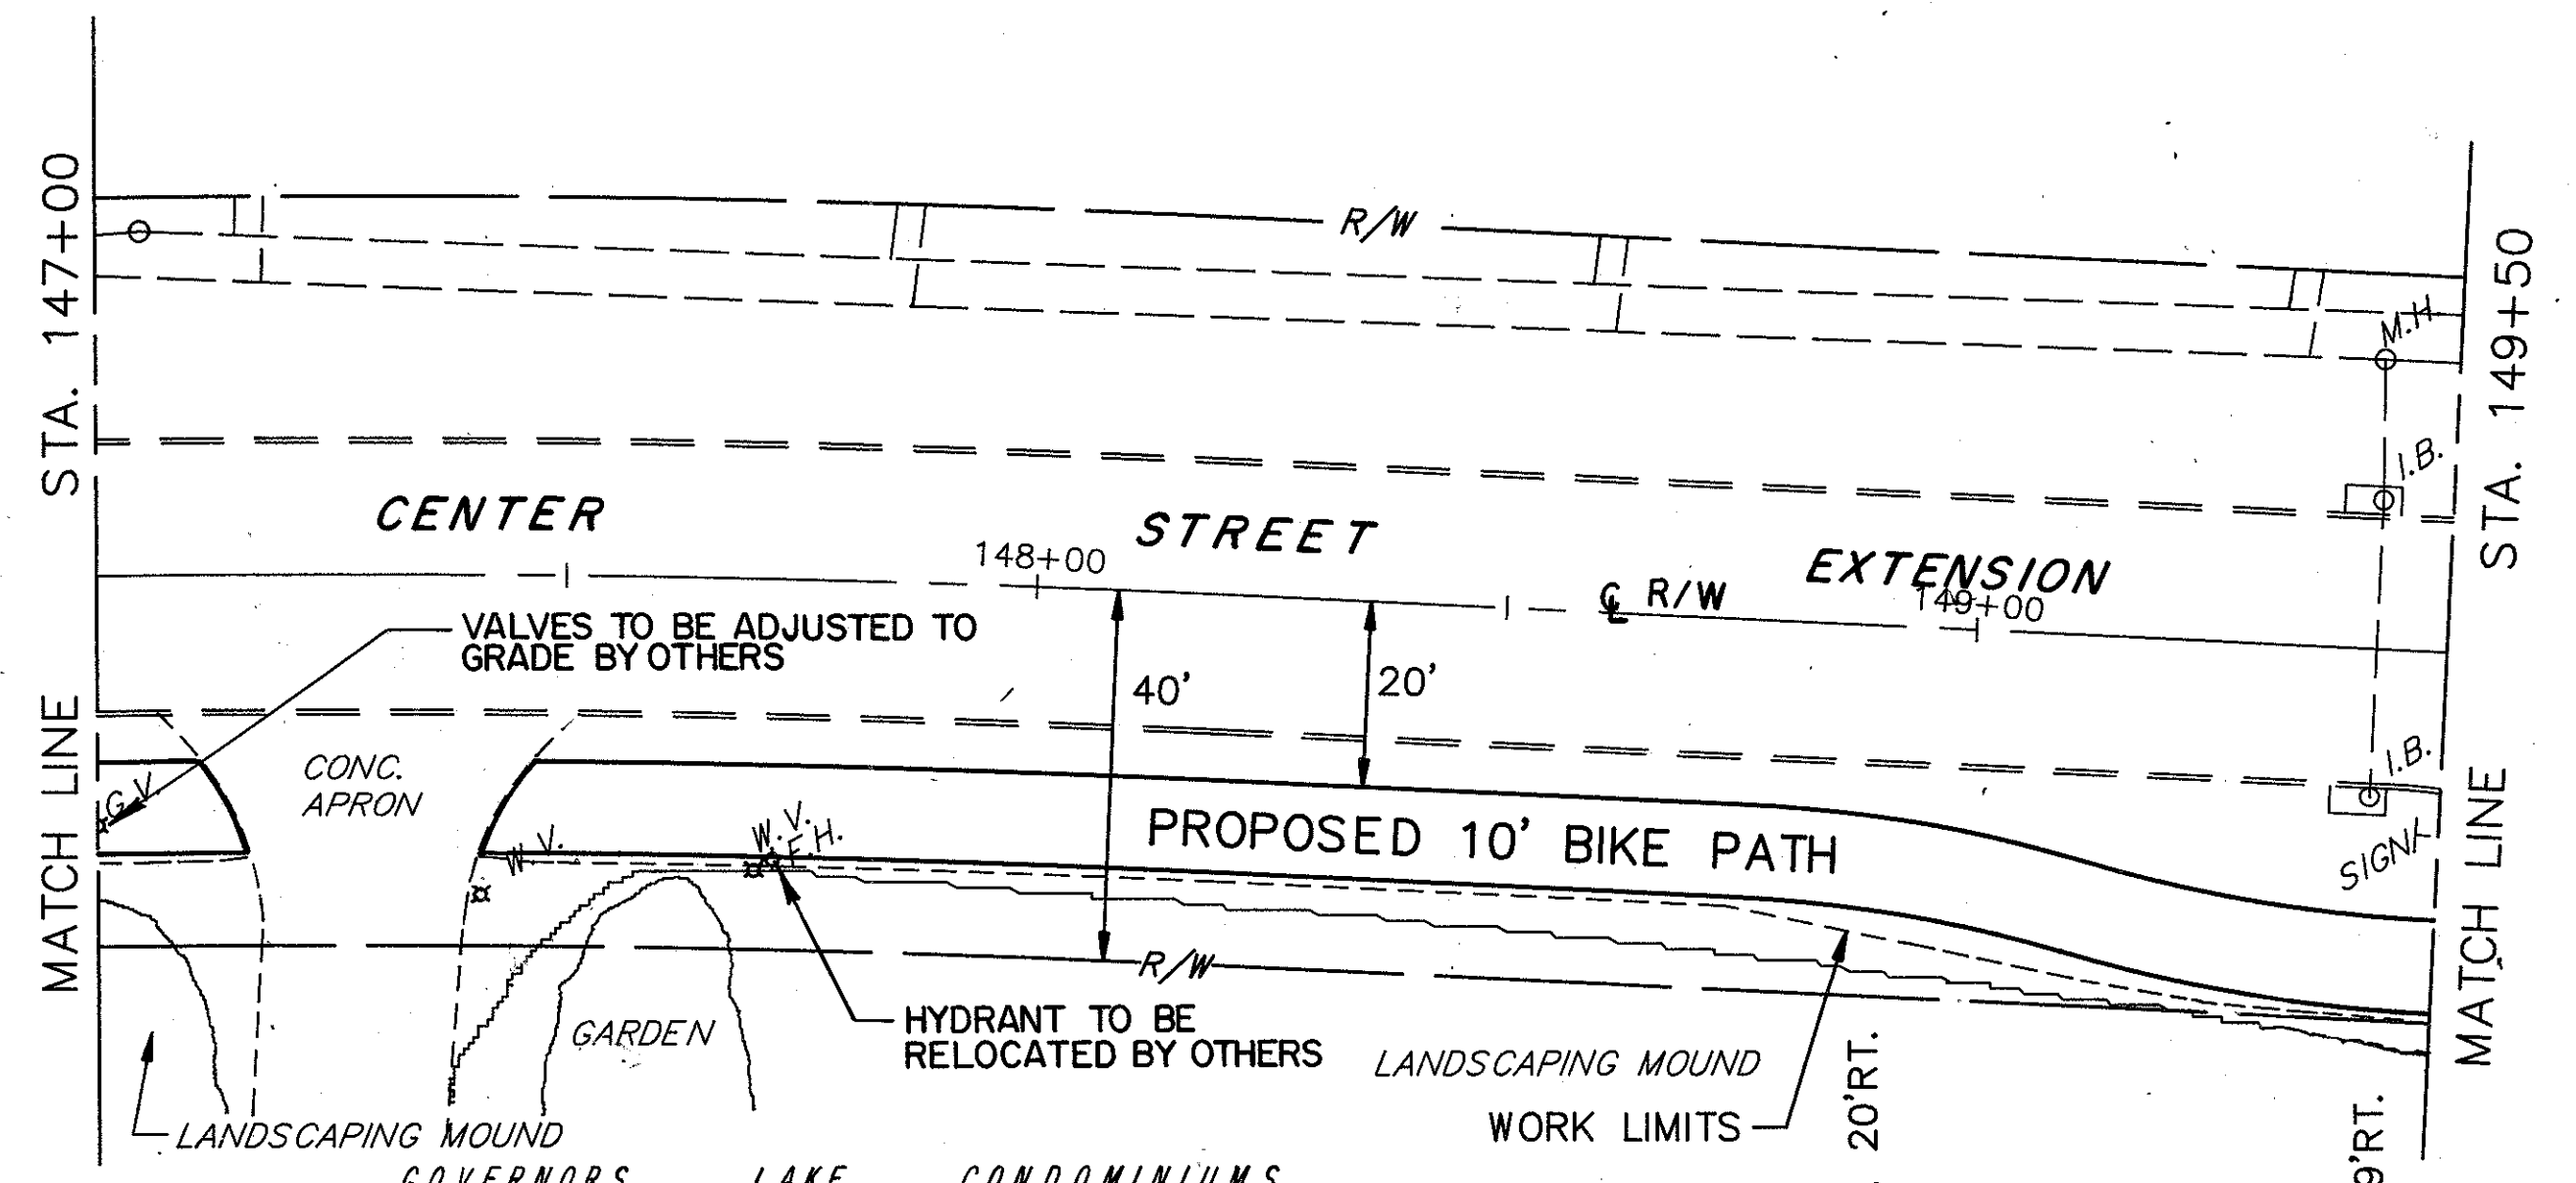 STA. 147+00
MATCH LINE
R/W
M.H
I.B.
STA. 149+50
CENTER STREET EXTENSION
148+00
℄ R/W
149+00
VALVES TO BE ADJUSTED TO
GRADE BY OTHERS
40'
20'
I.B.
CONC.
APRON
G.V.
W.V.
W.V.
F.H.
PROPOSED 10' BIKE PATH
SIGN
MATCH LINE
R/W
HYDRANT TO BE
RELOCATED BY OTHERS
GARDEN
LANDSCAPING MOUND
WORK LIMITS
20'RT.
9'RT.
LANDSCAPING MOUND
GOVERNORS LAKE CONDOMINIUMS